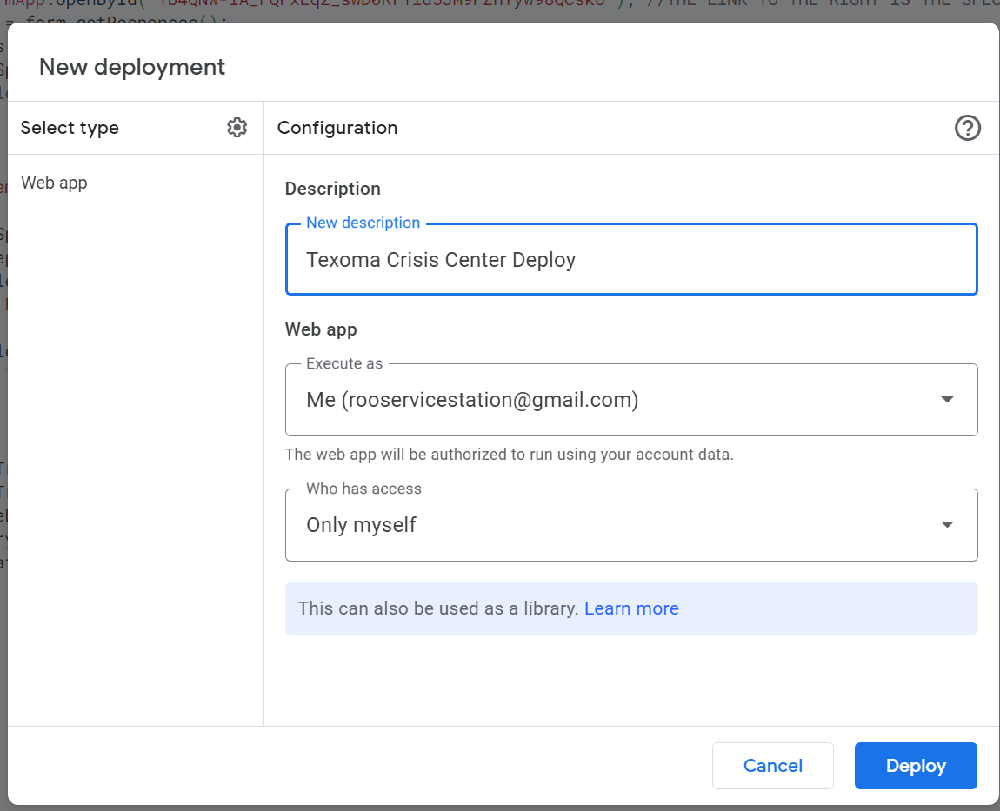 = form.getResponses();
New deployment
Select type
Configuration
Web app
Description
New description
Texoma Crisis Center Deploy
Web app
Execute as
Me (rooservicestation@gmail.com)
The web app will be authorized to run using your account data.
Who has access
Only myself
This can also be used as a library. Learn more
Cancel
Deploy